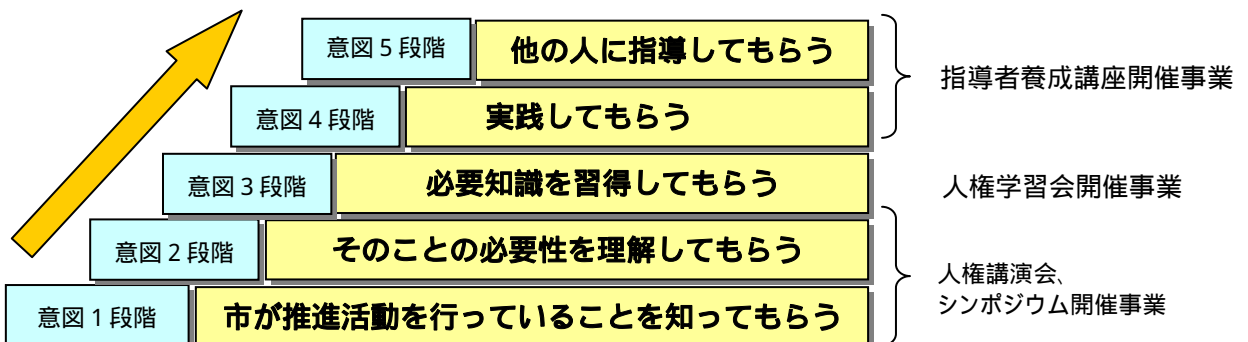 意図５段階
他の人に指導してもらう
指導者養成講座開催事業
意図４段階
実践してもらう
意図３段階
必要知識を習得してもらう
人権学習会開催事業
意図２段階
そのことの必要性を理解してもらう
人権講演会、
シンポジウム開催事業
意図１段階
市が推進活動を行っていることを知ってもらう